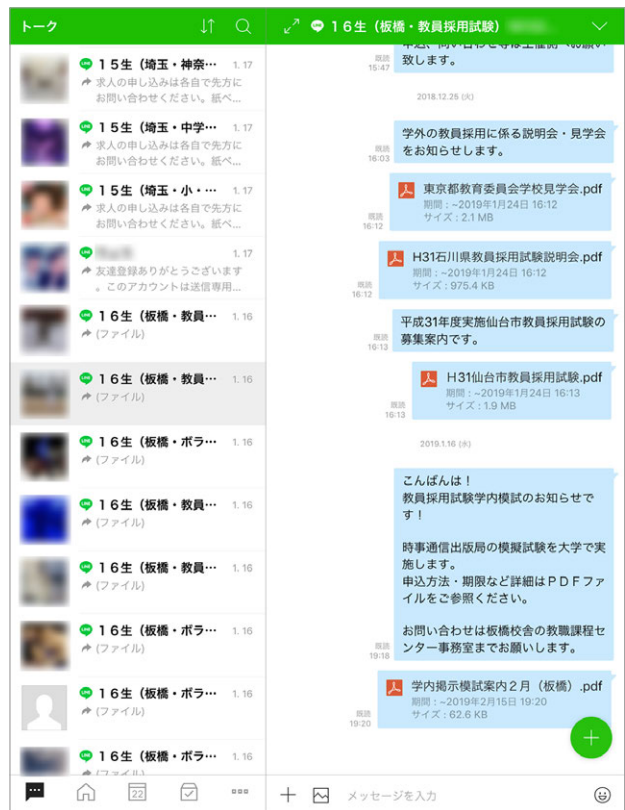 トーク
１５生（埼玉・神奈… 1. 17
求人の申し込みは各自で先方に
お問い合わせください。紙ペ…
１５生（埼玉・中学… 1. 17
求人の申し込みは各自で先方に
お問い合わせください。紙ペ…
１５生（埼玉・小・… 1. 17
求人の申し込みは各自で先方に
お問い合わせください。紙ペ…
1. 17
友達登録ありがとうございます
。このアカウントは送信専用…
１６生（板橋・教員… 1. 16
(ファイル)
１６生（板橋・教員… 1. 16
(ファイル)
１６生（板橋・ボラ… 1. 16
(ファイル)
１６生（板橋・教員… 1. 16
(ファイル)
１６生（板橋・教員… 1. 16
(ファイル)
１６生（板橋・ボラ… 1. 16
(ファイル)
１６生（板橋・ボラ… 1. 16
(ファイル)
１６生（板橋・ボラ… 1. 16
(ファイル)
22
１６生（板橋・教員採用試験）
申込、問い合わせ等は主催側へお願い
致します。
既読
15:47
2018.12.25 (火)
学外の教員採用に係る説明会・見学会
をお知らせします。
既読
16:03
東京都教育委員会学校見学会.pdf
期間：~2019年1月24日 16:12
サイズ：2.1 MB
既読
16:12
H31石川県教員採用試験説明会.pdf
期間：~2019年1月24日 16:12
サイズ：975.4 KB
既読
16:12
平成31年度実施仙台市教員採用試験の
募集案内です。
既読
16:13
H31仙台市教員採用試験.pdf
期間：~2019年1月24日 16:13
サイズ：1.9 MB
既読
16:13
2019.1.16 (水)
こんばんは！
教員採用試験学内模試のお知らせで
す！
時事通信出版局の模擬試験を大学で実
施します。
申込方法・期限など詳細はＰＤＦファ
イルをご参照ください。
お問い合わせは板橋校舎の教職課程セ
ンター事務室までお願いします。
既読
19:18
学内掲示模試案内２月（板橋）.pdf
期間：~2019年2月15日 19:20
サイズ：62.6 KB
既読
19:20
メッセージを入力